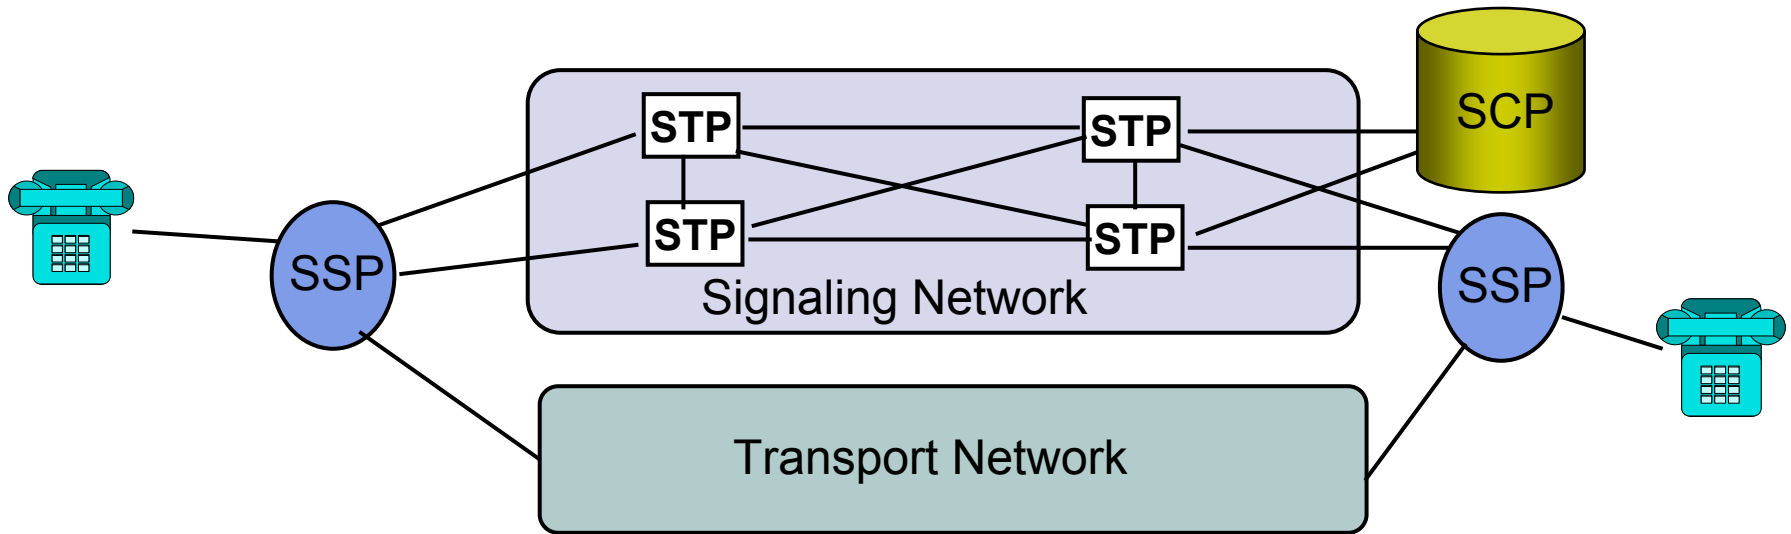 STP
STP
SCP
STP
STP
SSP
SSP
Signaling Network
Transport Network